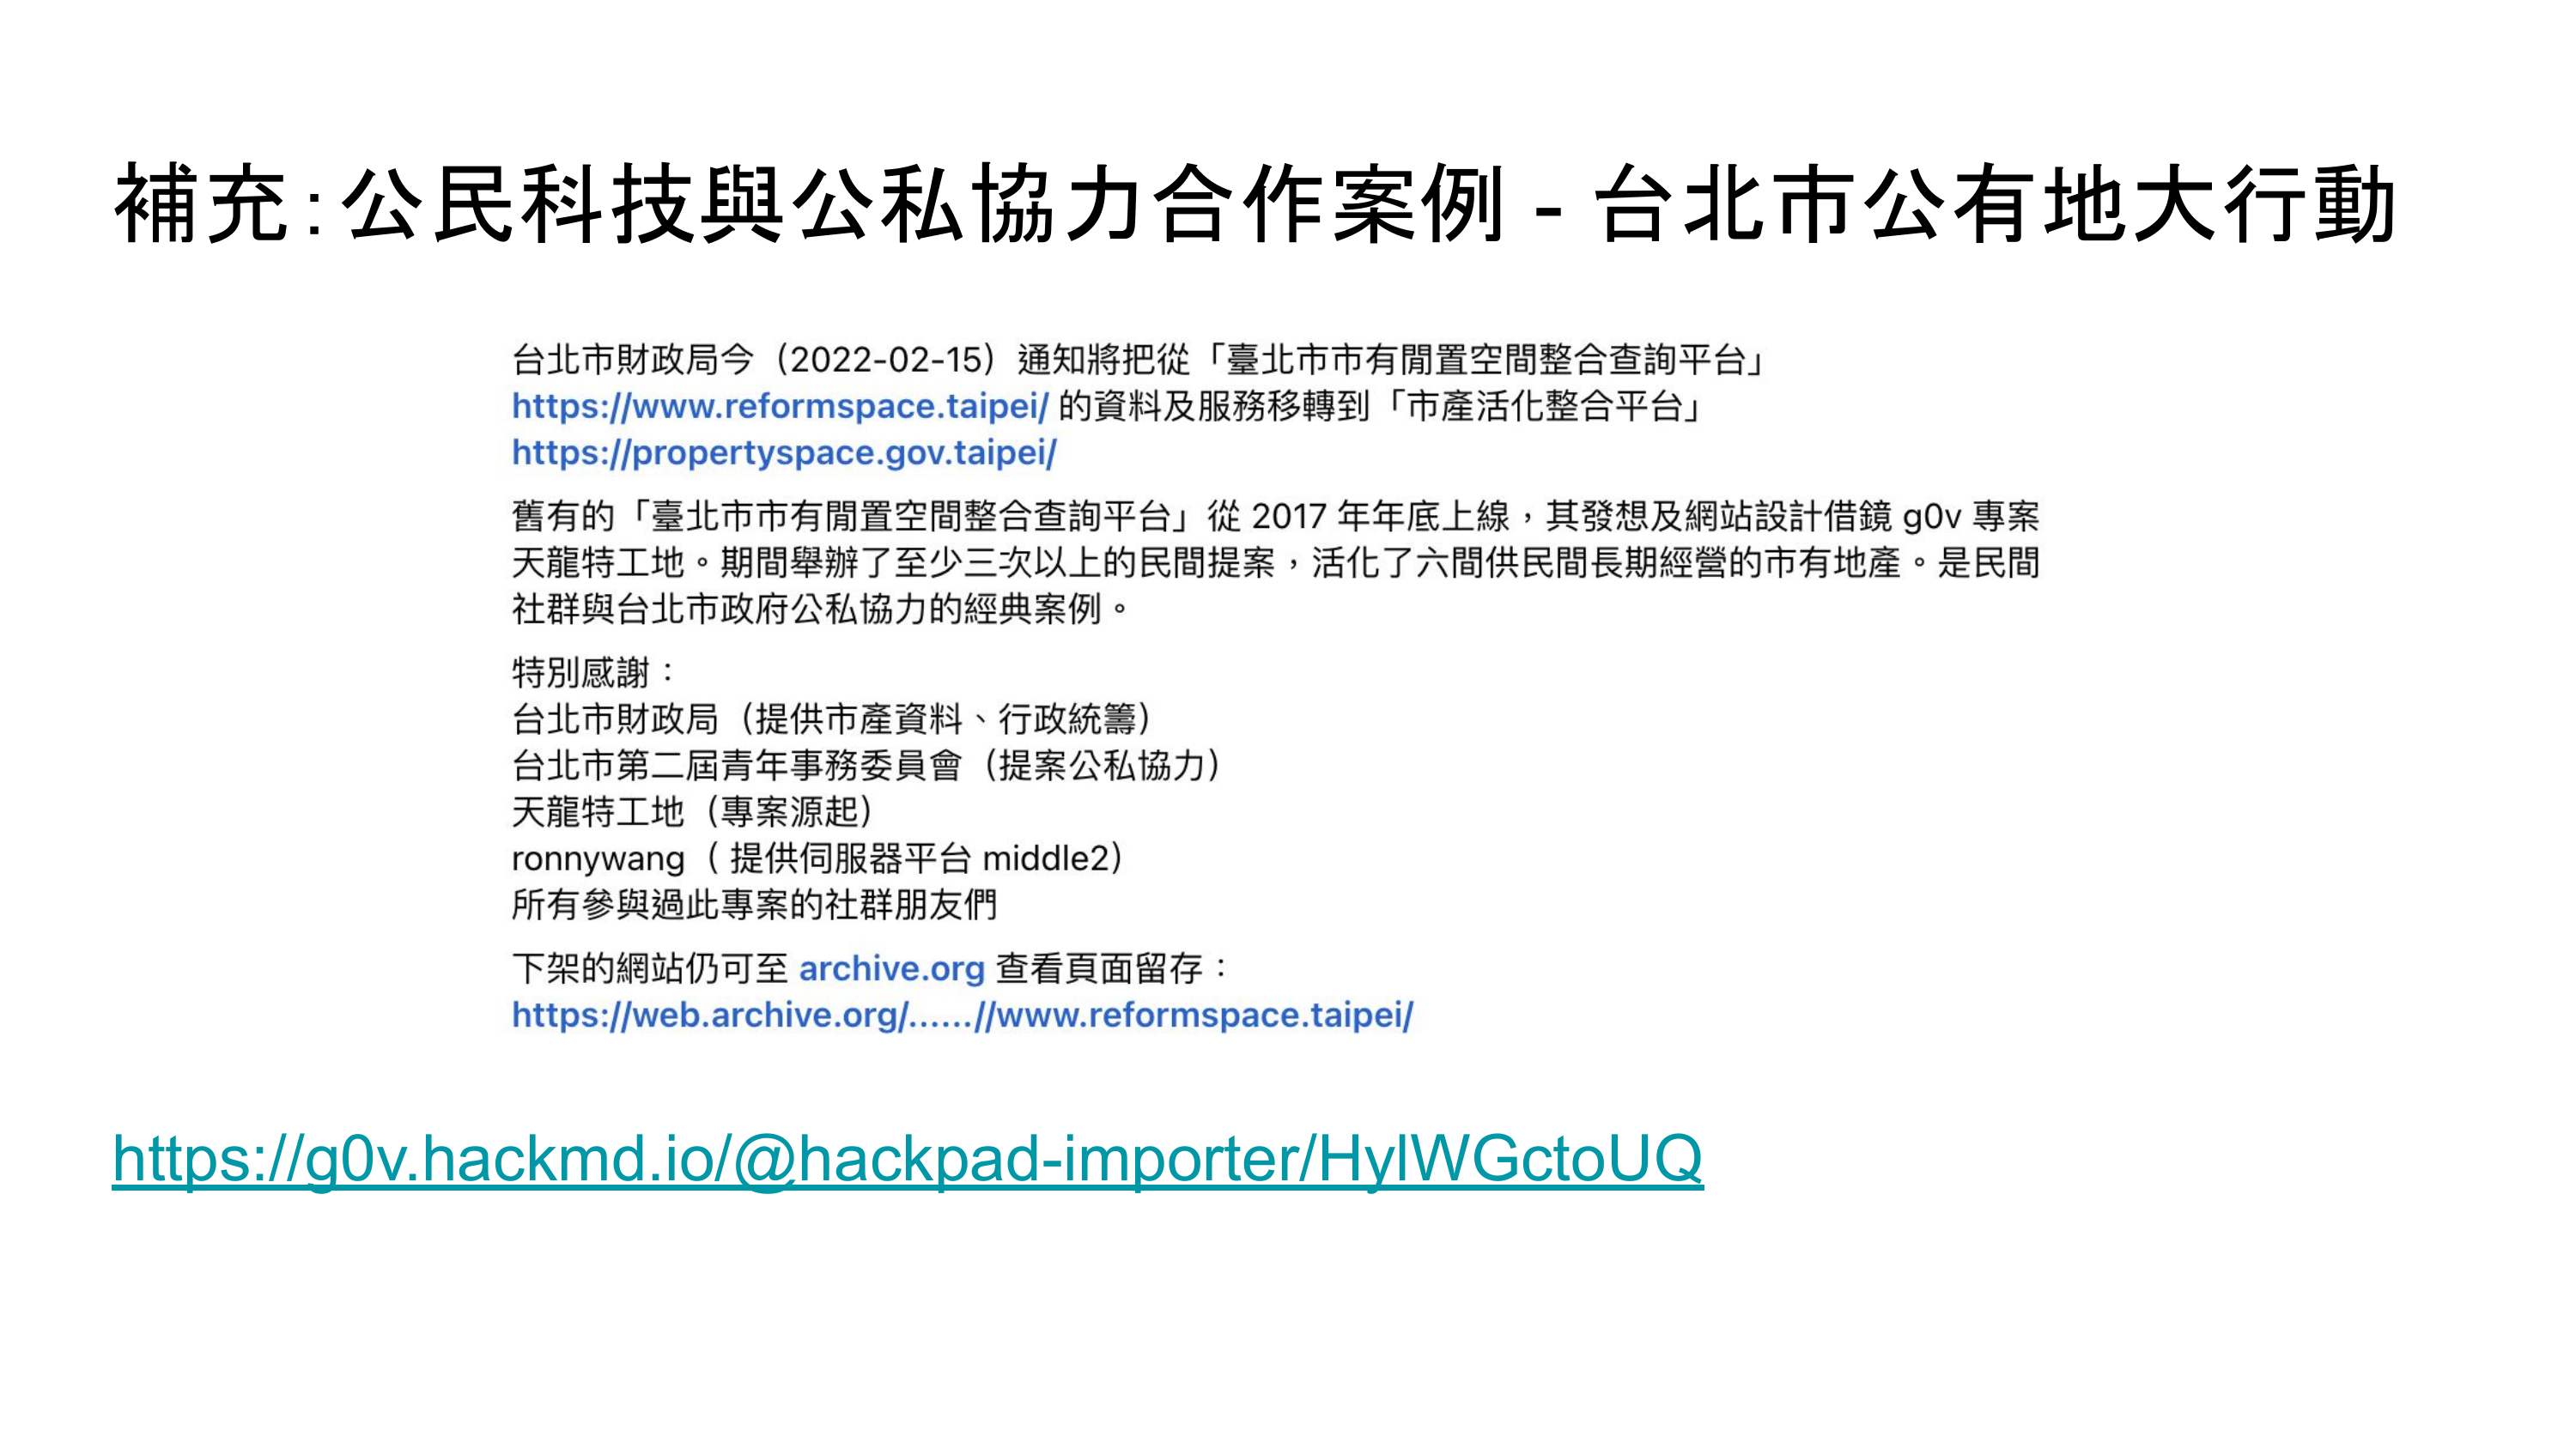 補充：公民科技與公私協力合作案例 - 台北市公有地大行動
台北市財政局今（2022-02-15）通知將把從「臺北市市有閒置空間整合查詢平台」
https://www.reformspace.taipei/ 的資料及服務移轉到「市產活化整合平台」
https://propertyspace.gov.taipei/
舊有的「臺北市市有閒置空間整合查詢平台」從 2017 年年底上線，其發想及網站設計借鏡 g0v 專案
天龍特工地。期間舉辦了至少三次以上的民間提案，活化了六間供民間長期經營的市有地產。是民間
社群與台北市政府公私協力的經典案例。
特別感謝：
台北市財政局（提供市產資料、行政統籌）
台北市第二屆青年事務委員會（提案公私協力）
天龍特工地（專案源起）
ronnywang（ 提供伺服器平台 middle2）
所有參與過此專案的社群朋友們
下架的網站仍可至 archive.org 查看頁面留存：
https://web.archive.org/......//www.reformspace.taipei/
https://g0v.hackmd.io/@hackpad-importer/HylWGctoUQ